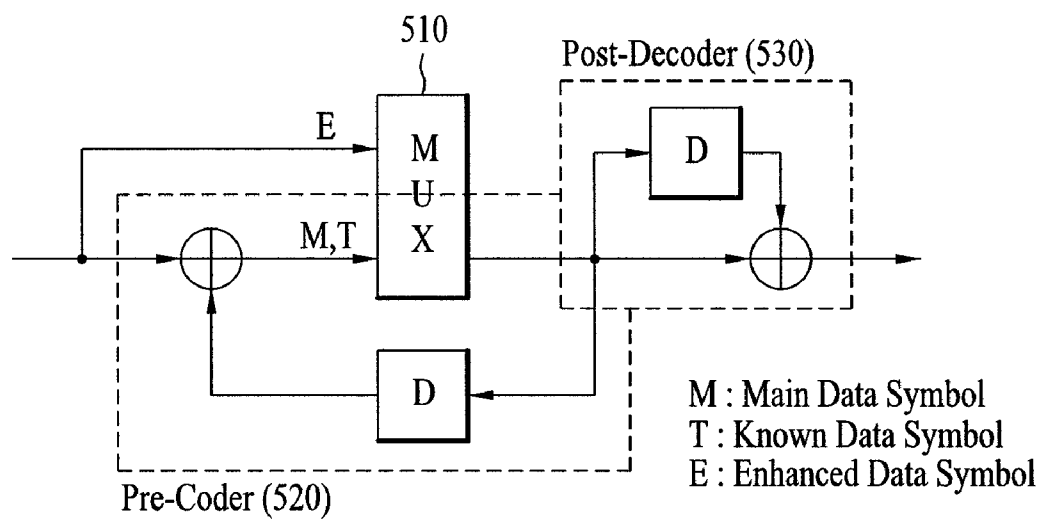 510
Post-Decoder (530)
E
M
U
X
D
M,T
D
M : Main Data Symbol
T : Known Data Symbol
E : Enhanced Data Symbol
Pre-Coder (520)